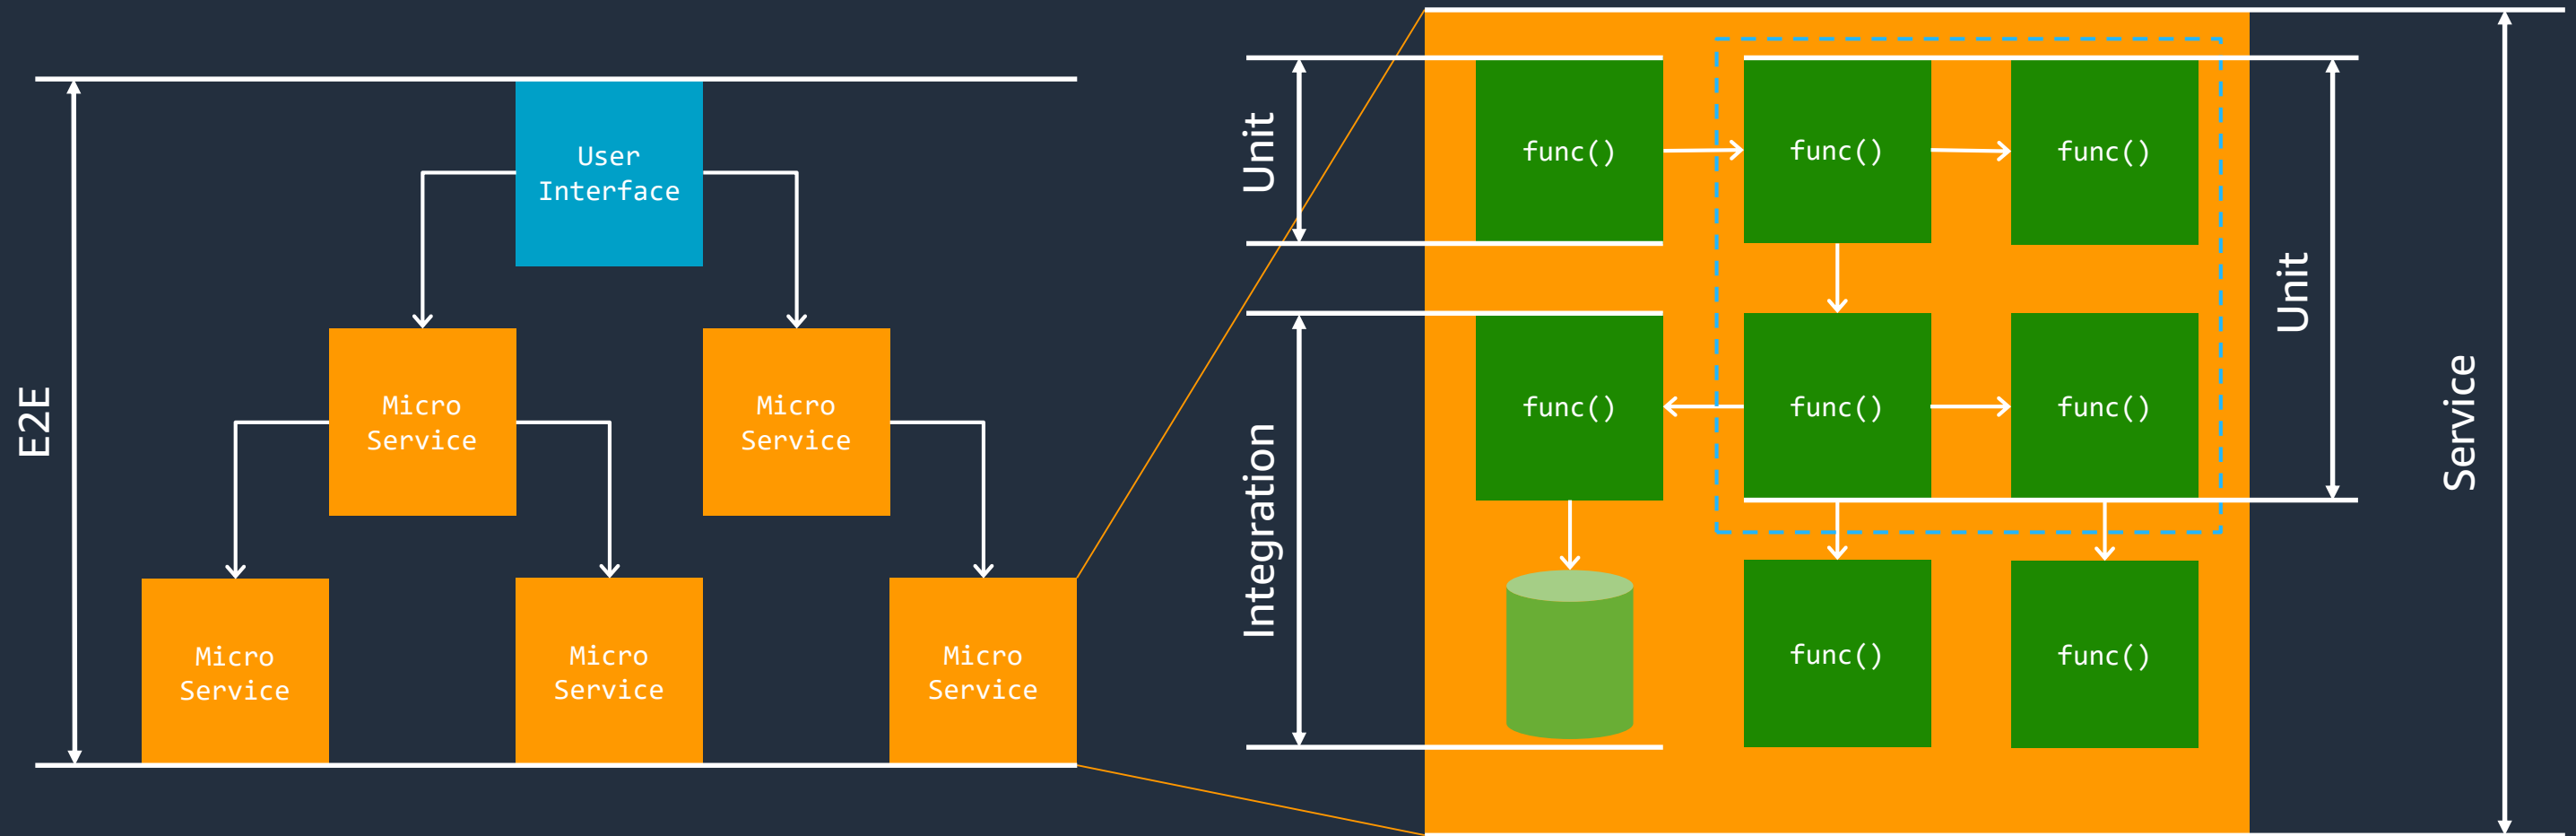 E2E
User
Interface
Micro
Service
Micro
Service
Micro
Service
Micro
Service
Micro
Service
Unit
Integration
func()
func()
func()
func()
func()
func()
func()
func()
Unit
Service